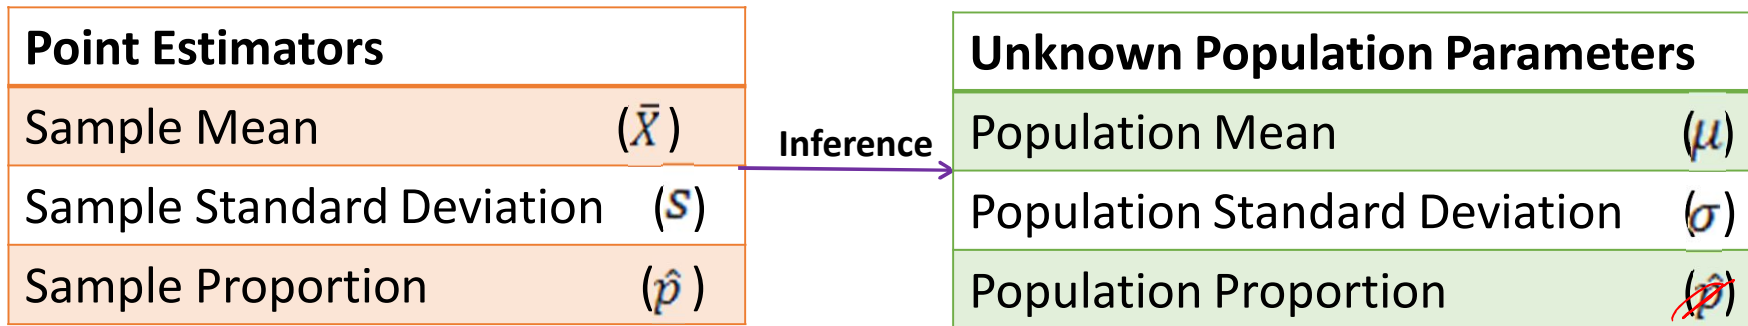 Point Estimators
Sample Mean (X̄)
Sample Standard Deviation (S)
Sample Proportion (p̂)
Inference
Unknown Population Parameters
Population Mean (μ)
Population Standard Deviation (σ)
Population Proportion (p̂)